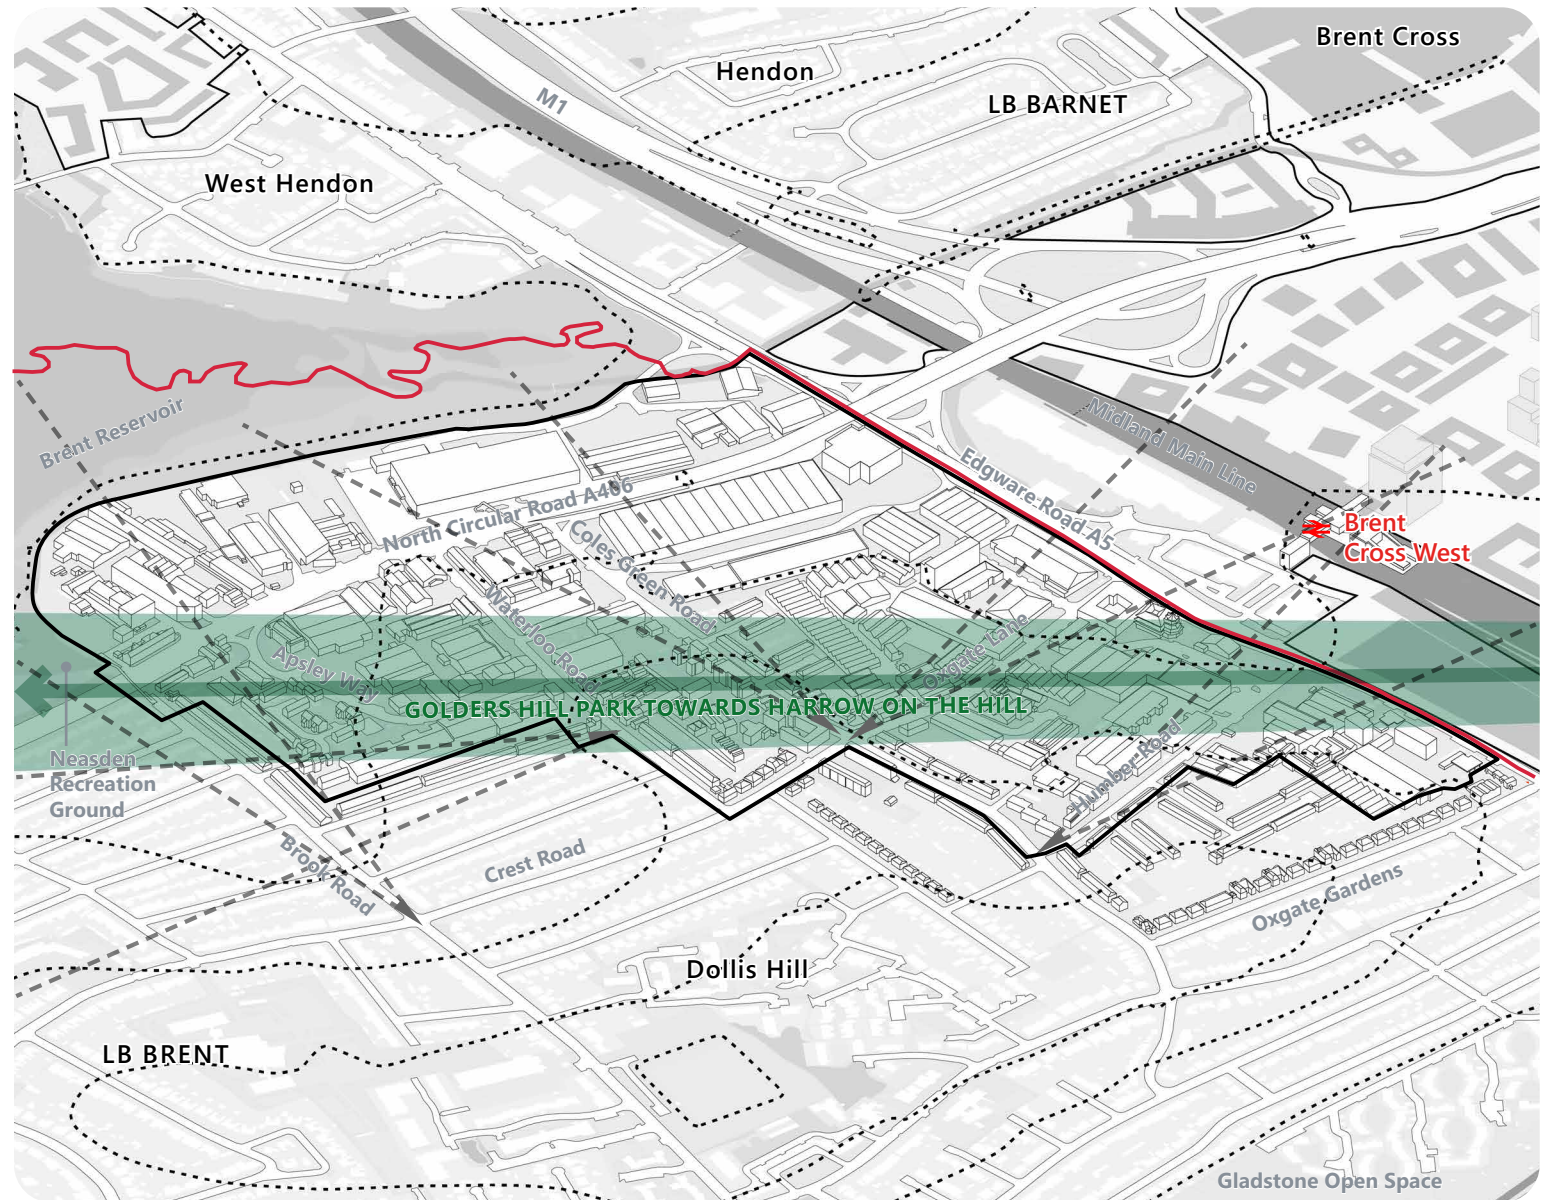 Brent Cross
Hendon
M1
LB BARNET
West Hendon
Brent Reservoir
Midland Main Line
Edgware Road A5
North Circular Road A406
Brent
Cross West
Coles Green Road
Waterloo Road
Oxgate Lane
Apsley Way
GOLDERS HILL PARK TOWARDS HARROW ON THE HILL
Neasden
Recreation
Ground
Humber Road
Brook Road
Crest Road
Oxgate Gardens
Dollis Hill
LB BRENT
Gladstone Open Space